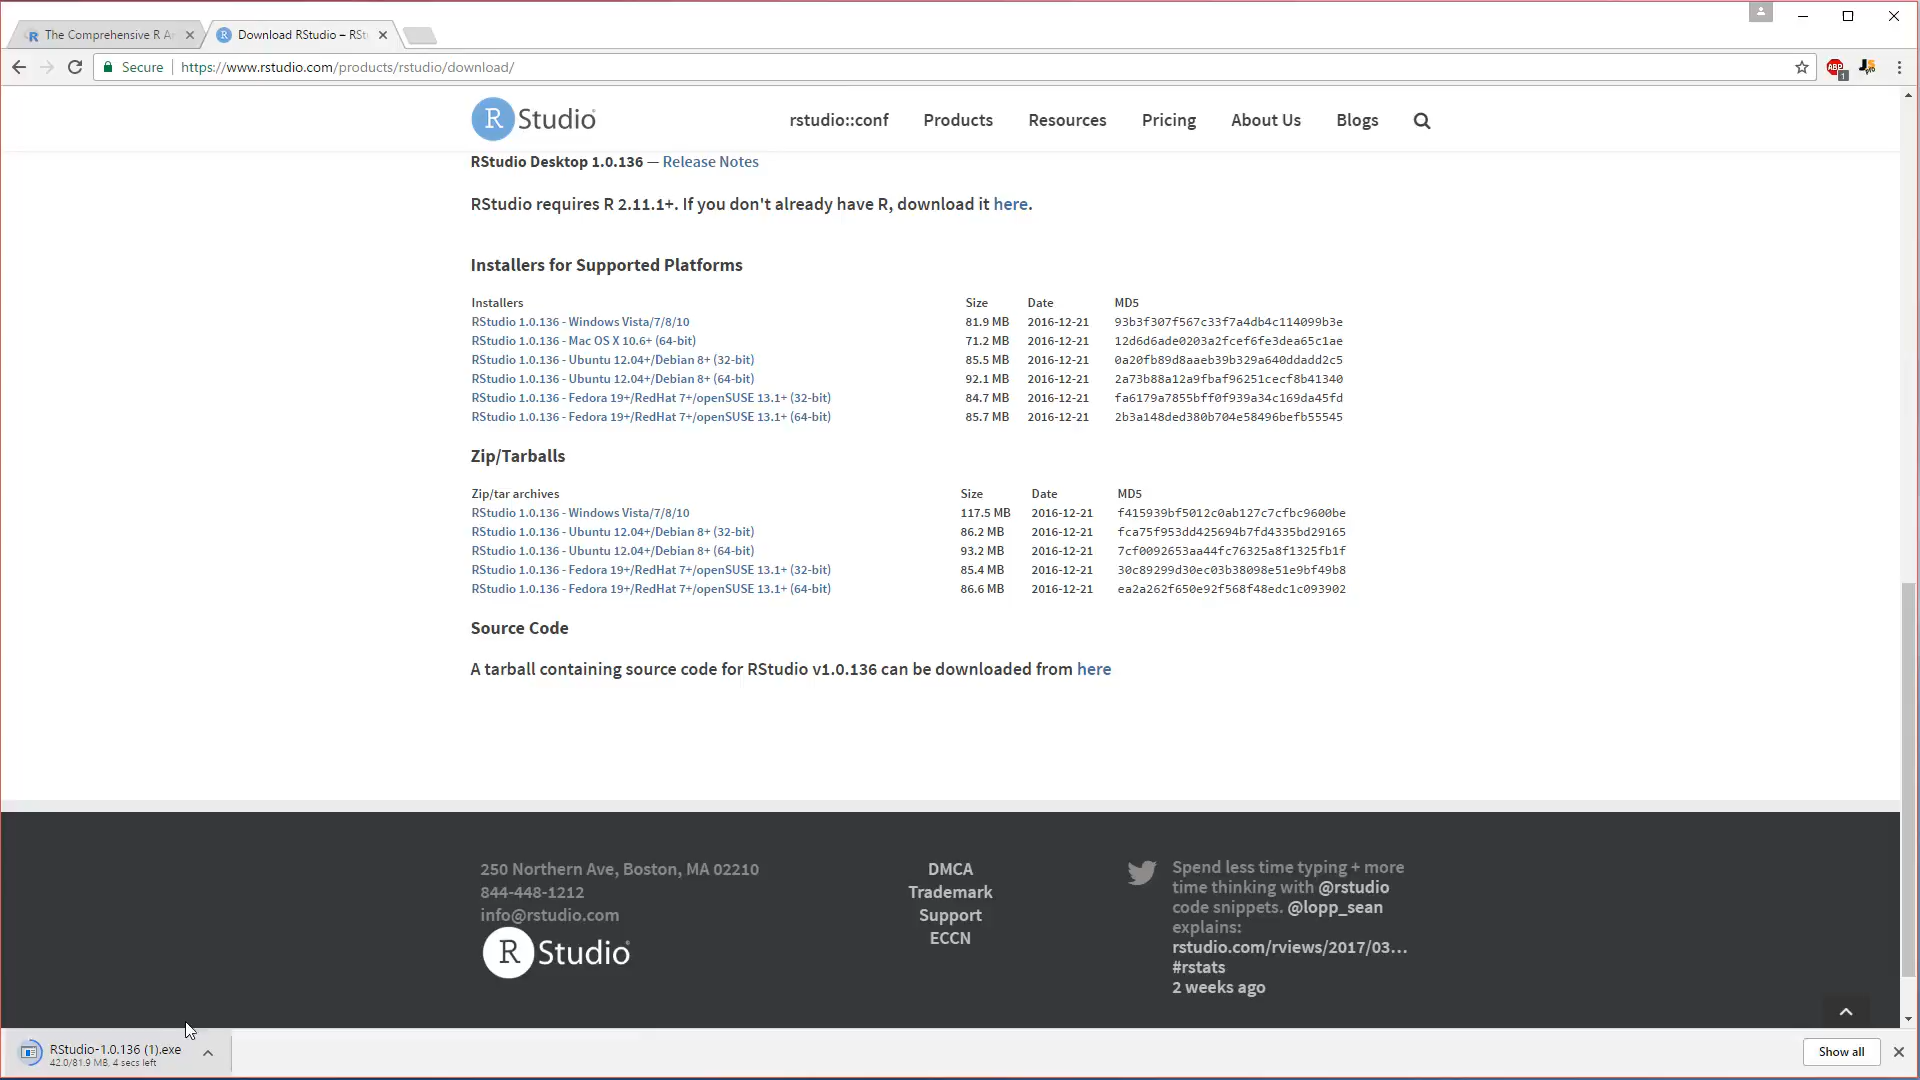 The Comprehensive R A
Download RStudio – RSt
Secure https://www.rstudio.com/products/rstudio/download/
ABP 1
R Studio
rstudio::conf Products Resources Pricing About Us Blogs
RStudio Desktop 1.0.136 — Release Notes
RStudio requires R 2.11.1+. If you don't already have R, download it here.
Installers for Supported Platforms
Installers Size Date MD5
RStudio 1.0.136 - Windows Vista/7/8/10 81.9 MB 2016-12-21 93b3f307f567c33f7a4db4c114099b3e
RStudio 1.0.136 - Mac OS X 10.6+ (64-bit) 71.2 MB 2016-12-21 12d6d6ade0203a2fcef6fe3dea65c1ae
RStudio 1.0.136 - Ubuntu 12.04+/Debian 8+ (32-bit) 85.5 MB 2016-12-21 0a20fb89d8aaeb39b329a640ddadd2c5
RStudio 1.0.136 - Ubuntu 12.04+/Debian 8+ (64-bit) 92.1 MB 2016-12-21 2a73b88a12a9fbaf96251cecf8b41340
RStudio 1.0.136 - Fedora 19+/RedHat 7+/openSUSE 13.1+ (32-bit) 84.7 MB 2016-12-21 fa6179a7855bff0f939a34c169da45fd
RStudio 1.0.136 - Fedora 19+/RedHat 7+/openSUSE 13.1+ (64-bit) 85.7 MB 2016-12-21 2b3a148ded380b704e58496befb55545
Zip/Tarballs
Zip/tar archives Size Date MD5
RStudio 1.0.136 - Windows Vista/7/8/10 117.5 MB 2016-12-21 f415939bf5012c0ab127c7cfbc9600be
RStudio 1.0.136 - Ubuntu 12.04+/Debian 8+ (32-bit) 86.2 MB 2016-12-21 fca75f953dd425694b7fd4335bd29165
RStudio 1.0.136 - Ubuntu 12.04+/Debian 8+ (64-bit) 93.2 MB 2016-12-21 7cf0092653aa44fc76325a8f1325fb1f
RStudio 1.0.136 - Fedora 19+/RedHat 7+/openSUSE 13.1+ (32-bit) 85.4 MB 2016-12-21 30c89299d30ec03b38098e51e9bf49b8
RStudio 1.0.136 - Fedora 19+/RedHat 7+/openSUSE 13.1+ (64-bit) 86.6 MB 2016-12-21 ea2a262f650e92f568f48edc1c093902
Source Code
A tarball containing source code for RStudio v1.0.136 can be downloaded from here
250 Northern Ave, Boston, MA 02210
844-448-1212
info@rstudio.com
R Studio
DMCA
Trademark
Support
ECCN
Spend less time typing + more
time thinking with @rstudio
code snippets. @lopp_sean
explains:
rstudio.com/rviews/2017/03...
#rstats
2 weeks ago
RStudio-1.0.136 (1).exe
42.0/81.9 MB, 4 secs left
Show all